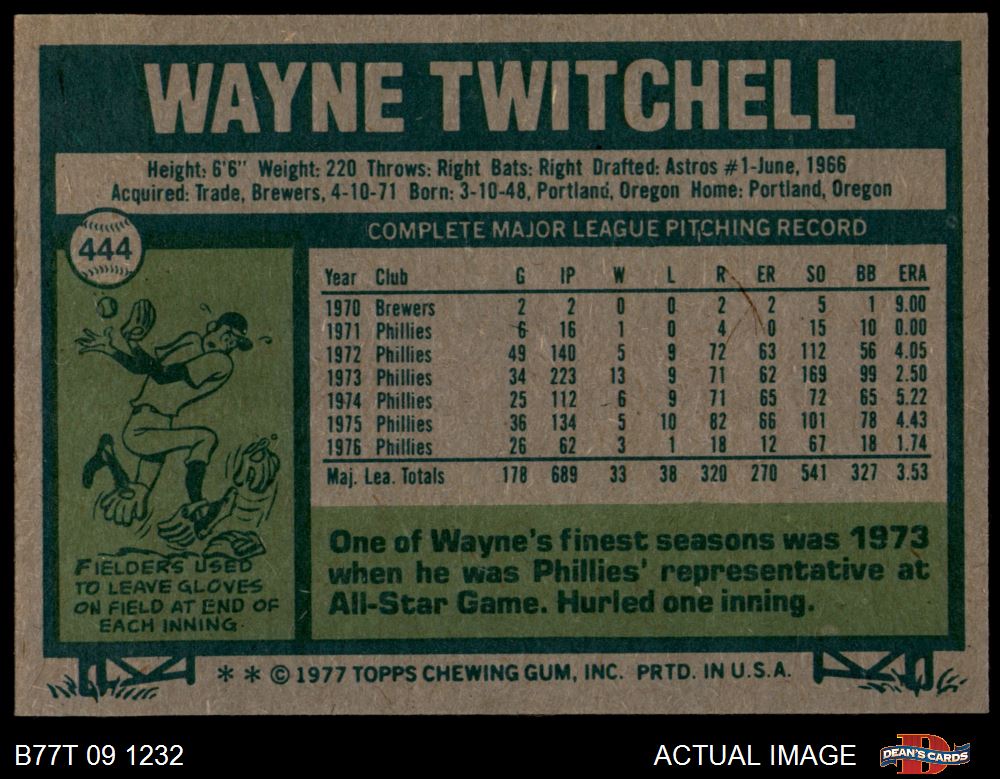 WAYNE TWITCHELL
Height: 6'6" Weight: 220 Throws: Right Bats: Right Drafted: Astros #1-June, 1966
Acquired: Trade, Brewers, 4-10-71 Born: 3-10-48, Portland, Oregon Home: Portland, Oregon
444
COMPLETE MAJOR LEAGUE PITCHING RECORD
Year Club G IP W L R ER SO BB ERA
1970 Brewers 2 2 0 0 2 2 5 1 9.00
1971 Phillies 6 16 1 0 4 0 15 10 0.00
1972 Phillies 49 140 5 9 72 63 112 56 4.05
1973 Phillies 34 223 13 9 71 62 169 99 2.50
1974 Phillies 25 112 6 9 71 65 72 65 5.22
1975 Phillies 36 134 5 10 82 66 101 78 4.43
1976 Phillies 26 62 3 1 18 12 67 18 1.74
Maj. Lea. Totals 178 689 33 38 320 270 541 327 3.53
FIELDERS USED
TO LEAVE GLOVES
ON FIELD AT END OF
EACH INNING.
One of Wayne's finest seasons was 1973
when he was Phillies' representative at
All-Star Game. Hurled one inning.
* * © 1977 TOPPS CHEWING GUM, INC. PRTD. IN U.S.A.
B77T 09 1232
ACTUAL IMAGE
DEAN'S CARDS